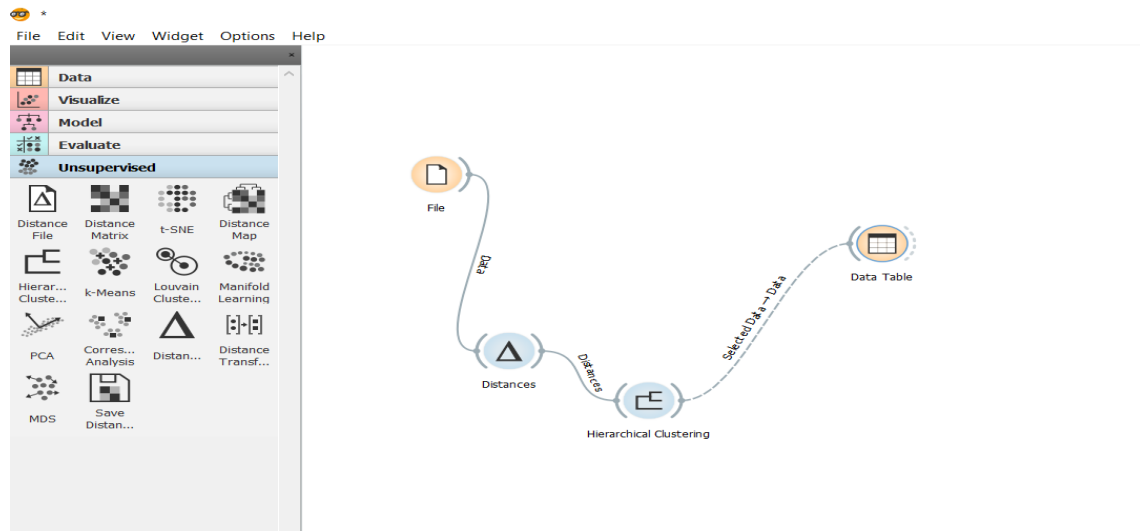 *
File Edit View Widget Options Help
Data
Visualize
Model
Evaluate
Unsupervised
Distance
File
Distance
Matrix
t-SNE
Distance
Map
Hierar...
Cluste...
k-Means
Louvain
Cluste...
Manifold
Learning
PCA
Corres...
Analysis
Distan...
Distance
Transf...
MDS
Save
Distan...
File
Data
Distances
Distances
Hierarchical Clustering
Selected Data → Data
Data Table